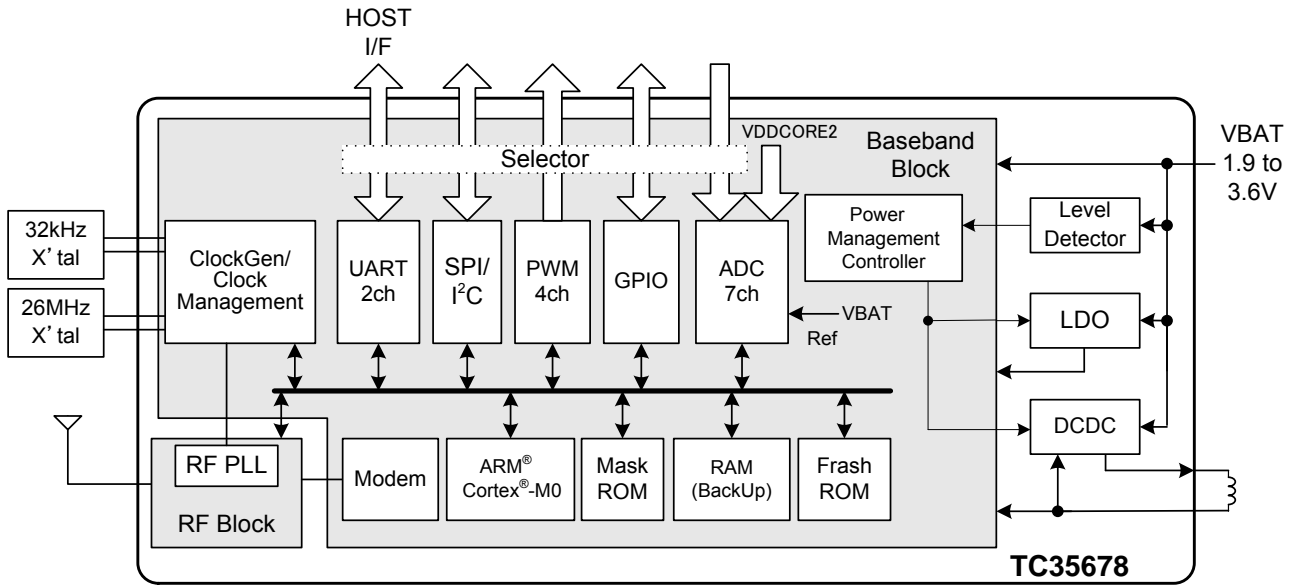 HOST
I/F
VDDCORE2
Baseband
Block
Selector
VBAT
1.9 to
3.6V
32kHz
X' tal
26MHz
X' tal
ClockGen/
Clock
Management
UART
2ch
SPI/
I²C
PWM
4ch
GPIO
ADC
7ch
Power
Management
Controller
Level
Detector
VBAT
Ref
LDO
DCDC
RF PLL
RF Block
Modem
ARM®
Cortex®-M0
Mask
ROM
RAM
(BackUp)
Frash
ROM
TC35678